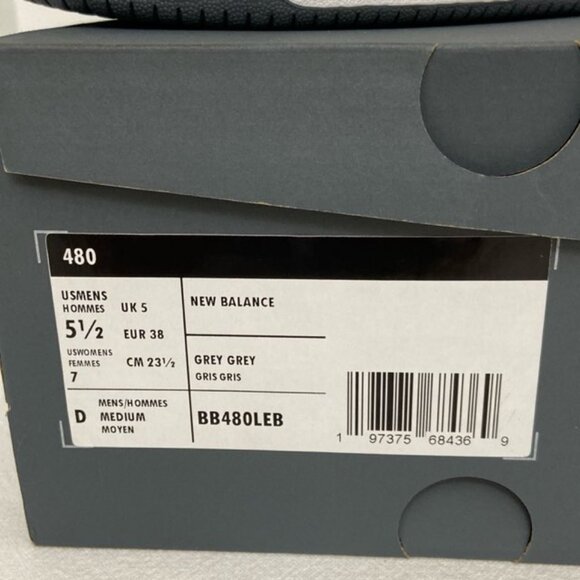 480
USMENS
HOMMES
UK 5
5½
EUR 38
USWOMENS
FEMMES
CM 23½
7
NEW BALANCE
GREY GREY
GRIS GRIS
D
MENS/HOMMES
MEDIUM
MOYEN
BB480LEB
1 97375 68436 9